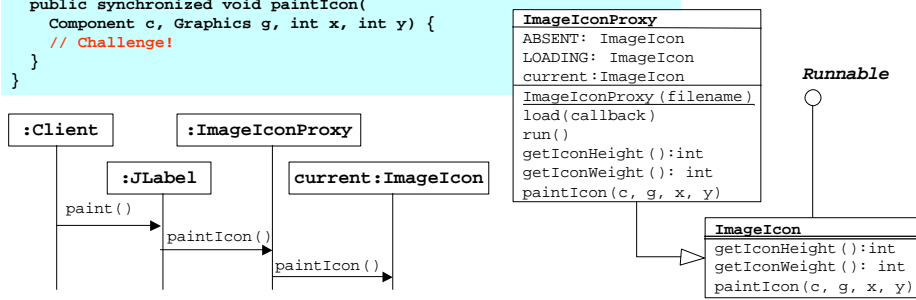 public synchronized void paintIcon(
Component c, Graphics g, int x, int y) {
// Challenge!
}
}
:Client
:ImageIconProxy
:JLabel
current:ImageIcon
paint()
paintIcon()
paintIcon()
ImageIconProxy
ABSENT: ImageIcon
LOADING: ImageIcon
current:ImageIcon
ImageIconProxy(filename)
load(callback)
run()
getIconHeight():int
getIconWeight(): int
paintIcon(c, g, x, y)
Runnable
ImageIcon
getIconHeight():int
getIconWeight(): int
paintIcon(c, g, x, y)